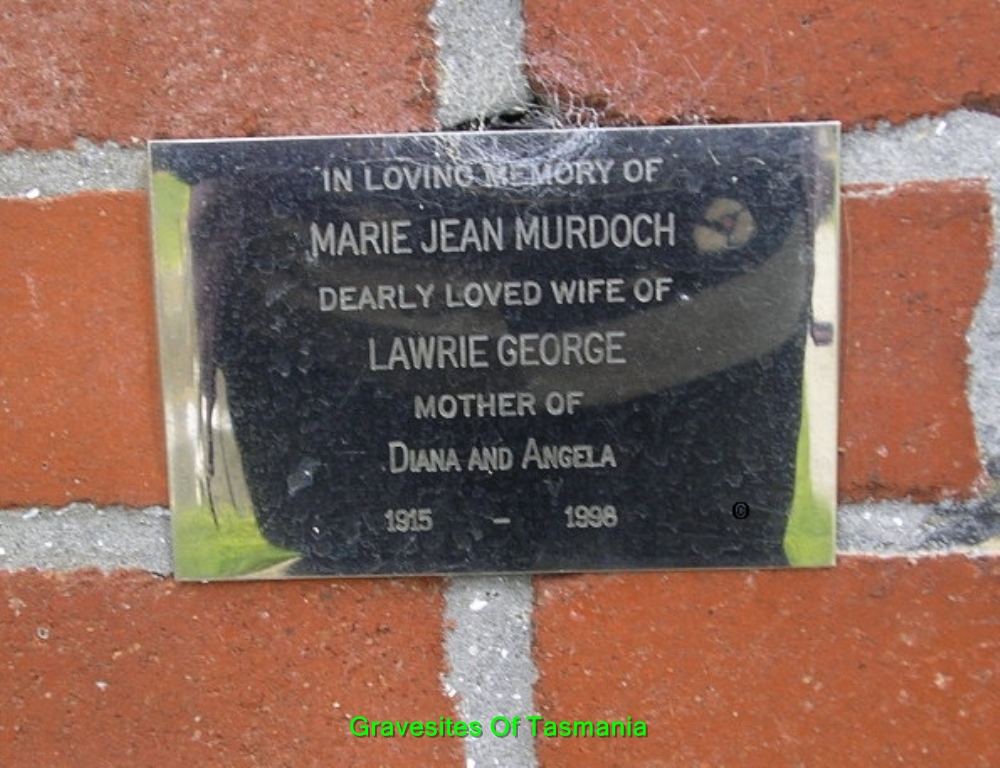 IN LOVING MEMORY OF
MARIE JEAN MURDOCH
DEARLY LOVED WIFE OF
LAWRIE GEORGE
MOTHER OF
DIANA AND ANGELA
1915 – 1998
©
Gravesites Of Tasmania